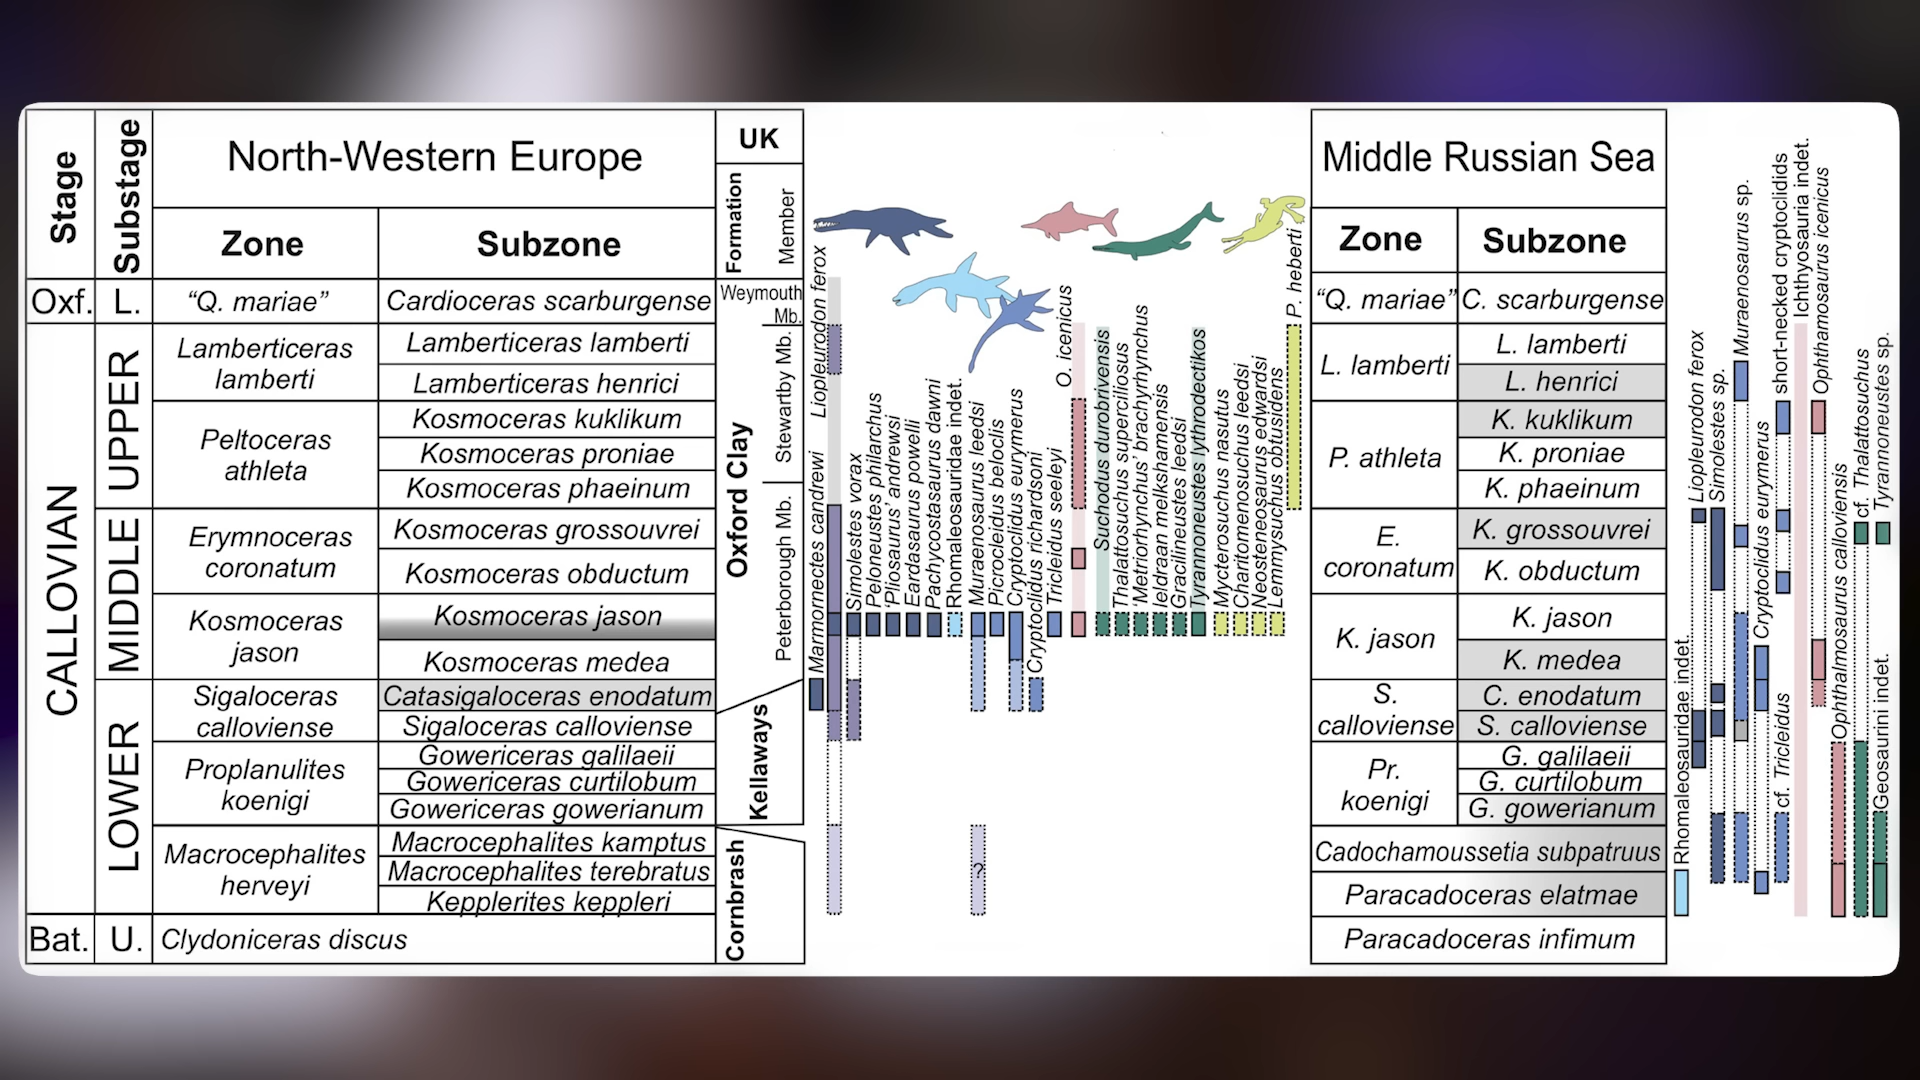 Stage
Substage
North-Western Europe
UK
Zone
Subzone
Formation
Member
Oxf.
L.
“Q. mariae”
Cardioceras scarburgense
Weymouth
Mb.
CALLOVIAN
UPPER
Lamberticeras
lamberti
Lamberticeras lamberti
Lamberticeras henrici
Peltoceras
athleta
Kosmoceras kuklikum
Kosmoceras proniae
Kosmoceras phaeinum
MIDDLE
Erymnoceras
coronatum
Kosmoceras grossouvrei
Kosmoceras obductum
Kosmoceras
jason
Kosmoceras jason
Kosmoceras medea
LOWER
Sigaloceras
calloviense
Catasigaloceras enodatum
Sigaloceras calloviense
Proplanulites
koenigi
Gowericeras galilaeii
Gowericeras curtilobum
Gowericeras gowerianum
Macrocephalites
herveyi
Macrocephalites kamptus
Macrocephalites terebratus
Kepplerites keppleri
Bat.
U.
Clydoniceras discus
Oxford Clay
Stewartby Mb.
Peterborough Mb.
Kellaways
Cornbrash
Marmornectes candrewi
Liopleurodon ferox
Simolestes vorax
Peloneustes philarchus
‘Pliosaurus’ andrewsi
Eardasaurus powelli
Pachycostasaurus dawni
Rhomaleosauridae indet.
Muraenosaurus leedsi
?
Picrocleidus beloclis
Cryptoclidus eurymerus
Cryptoclidus richardsoni
Tricleidus seeleyi
O. icenicus
Suchodus durobrivensis
Thalattosuchus superciliosus
‘Metriorhynchus’ brachyrhynchus
Ieldraan melkshamensis
Gracilineustes leedsi
Tyrannoneustes lythrodectikos
Mycterosuchus nasutus
Charitomenosuchus leedsi
Neosteneosaurus edwardsi
Lemmysuchus obtusidens
P. heberti
Middle Russian Sea
Zone
Subzone
“Q. mariae”
C. scarburgense
L. lamberti
L. lamberti
L. henrici
P. athleta
K. kuklikum
K. proniae
K. phaeinum
E.
coronatum
K. grossouvrei
K. obductum
K. jason
K. jason
K. medea
S.
calloviense
C. enodatum
S. calloviense
Pr.
koenigi
G. galilaeii
G. curtilobum
G. gowerianum
Cadochamoussetia subpatruus
Paracadoceras elatmae
Paracadoceras infimum
Rhomaleosauridae indet.
Liopleurodon ferox
Simolestes sp.
Muraenosaurus sp.
Cryptoclidus eurymerus
cf. Tricleidus
short-necked cryptoclidids
Ichthyosauria indet.
Ophthamosaurus icenicus
Ophthalmosaurus calloviensis
cf. Thalattosuchus
Tyrannoneustes sp.
Geosaurini indet.